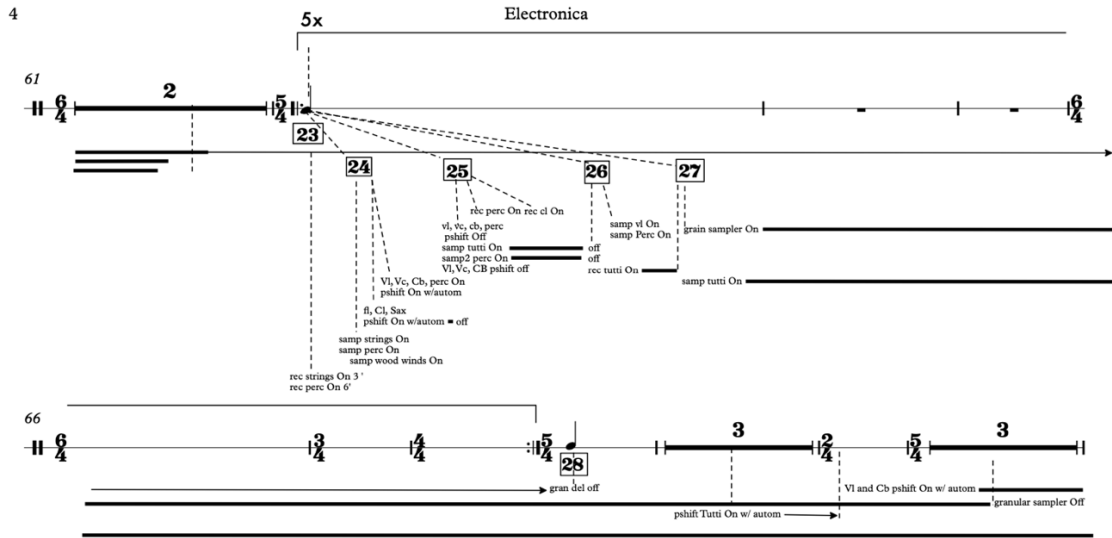 4
Electronica
5x
61
6
4
2
5
4
6
4
23
24
25
26
27
rec perc On rec cl On
vl, vc, cb, perc
pshift Off
samp tutti On
off
samp2 perc On
off
Vl, Vc, CB pshift off
samp vl On
samp Perc On
rec tutti On
grain sampler On
samp tutti On
Vl, Vc, Cb, perc On
pshift On w/autom
fl, Cl, Sax
pshift On w/autom = off
samp strings On
samp perc On
samp wood winds On
rec strings On 3 '
rec perc On 6'
66
6
4
3
4
4
4
5
4
3
2
4
5
4
3
28
gran del off
Vl and Cb pshift On w/ autom
granular sampler Off
pshift Tutti On w/ autom